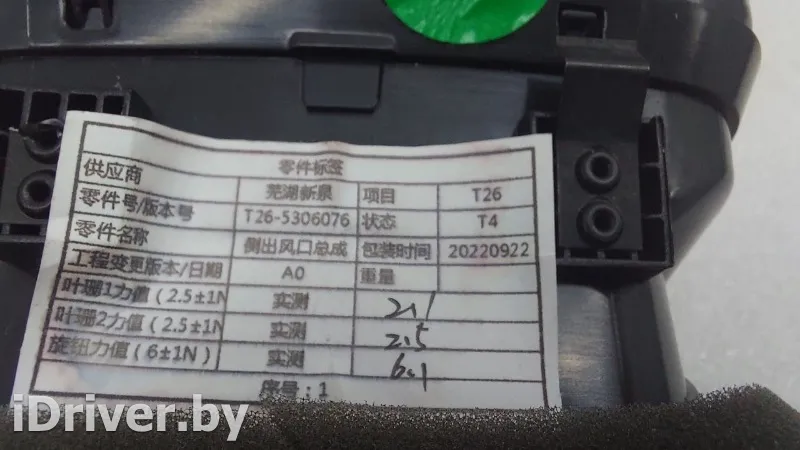 零件标签
供应商 芜湖新泉 项目 T26
零件号/版本号 T26-5306076 状态 T4
零件名称 侧出风口总成 包装时间 20220922
工程变更版本/日期 A0 重量
叶珊1力值(2.5±1N 实测 2.1
叶珊2力值(2.5±1N 实测 2.5
旋钮力值(6±1N) 实测 6.1
序号:1
iDriver.by